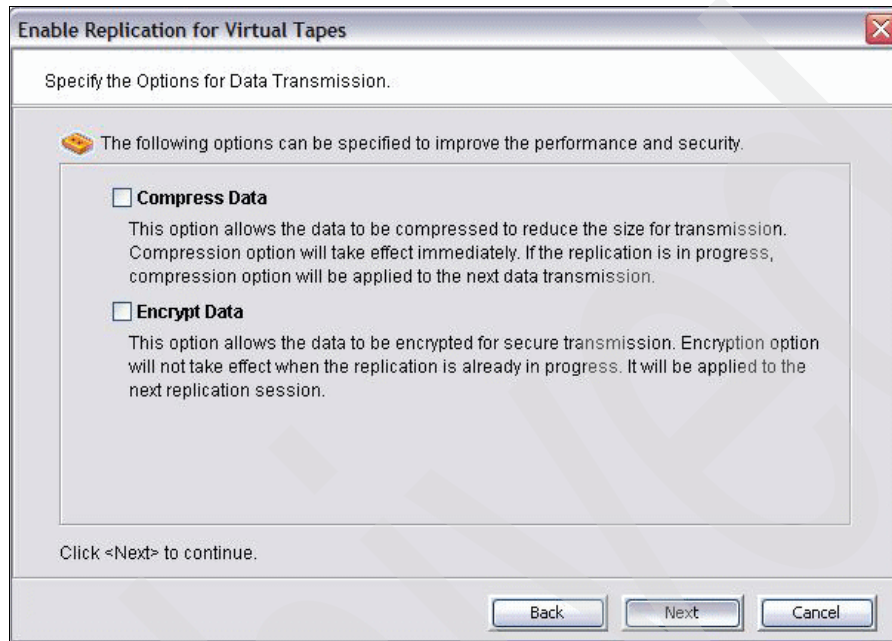 Enable Replication for Virtual Tapes
Specify the Options for Data Transmission.
The following options can be specified to improve the performance and security.
Compress Data
This option allows the data to be compressed to reduce the size for transmission.
Compression option will take effect immediately. If the replication is in progress,
compression option will be applied to the next data transmission.
Encrypt Data
This option allows the data to be encrypted for secure transmission. Encryption option
will not take effect when the replication is already in progress. It will be applied to the
next replication session.
Click <Next> to continue.
Back
Next
Cancel